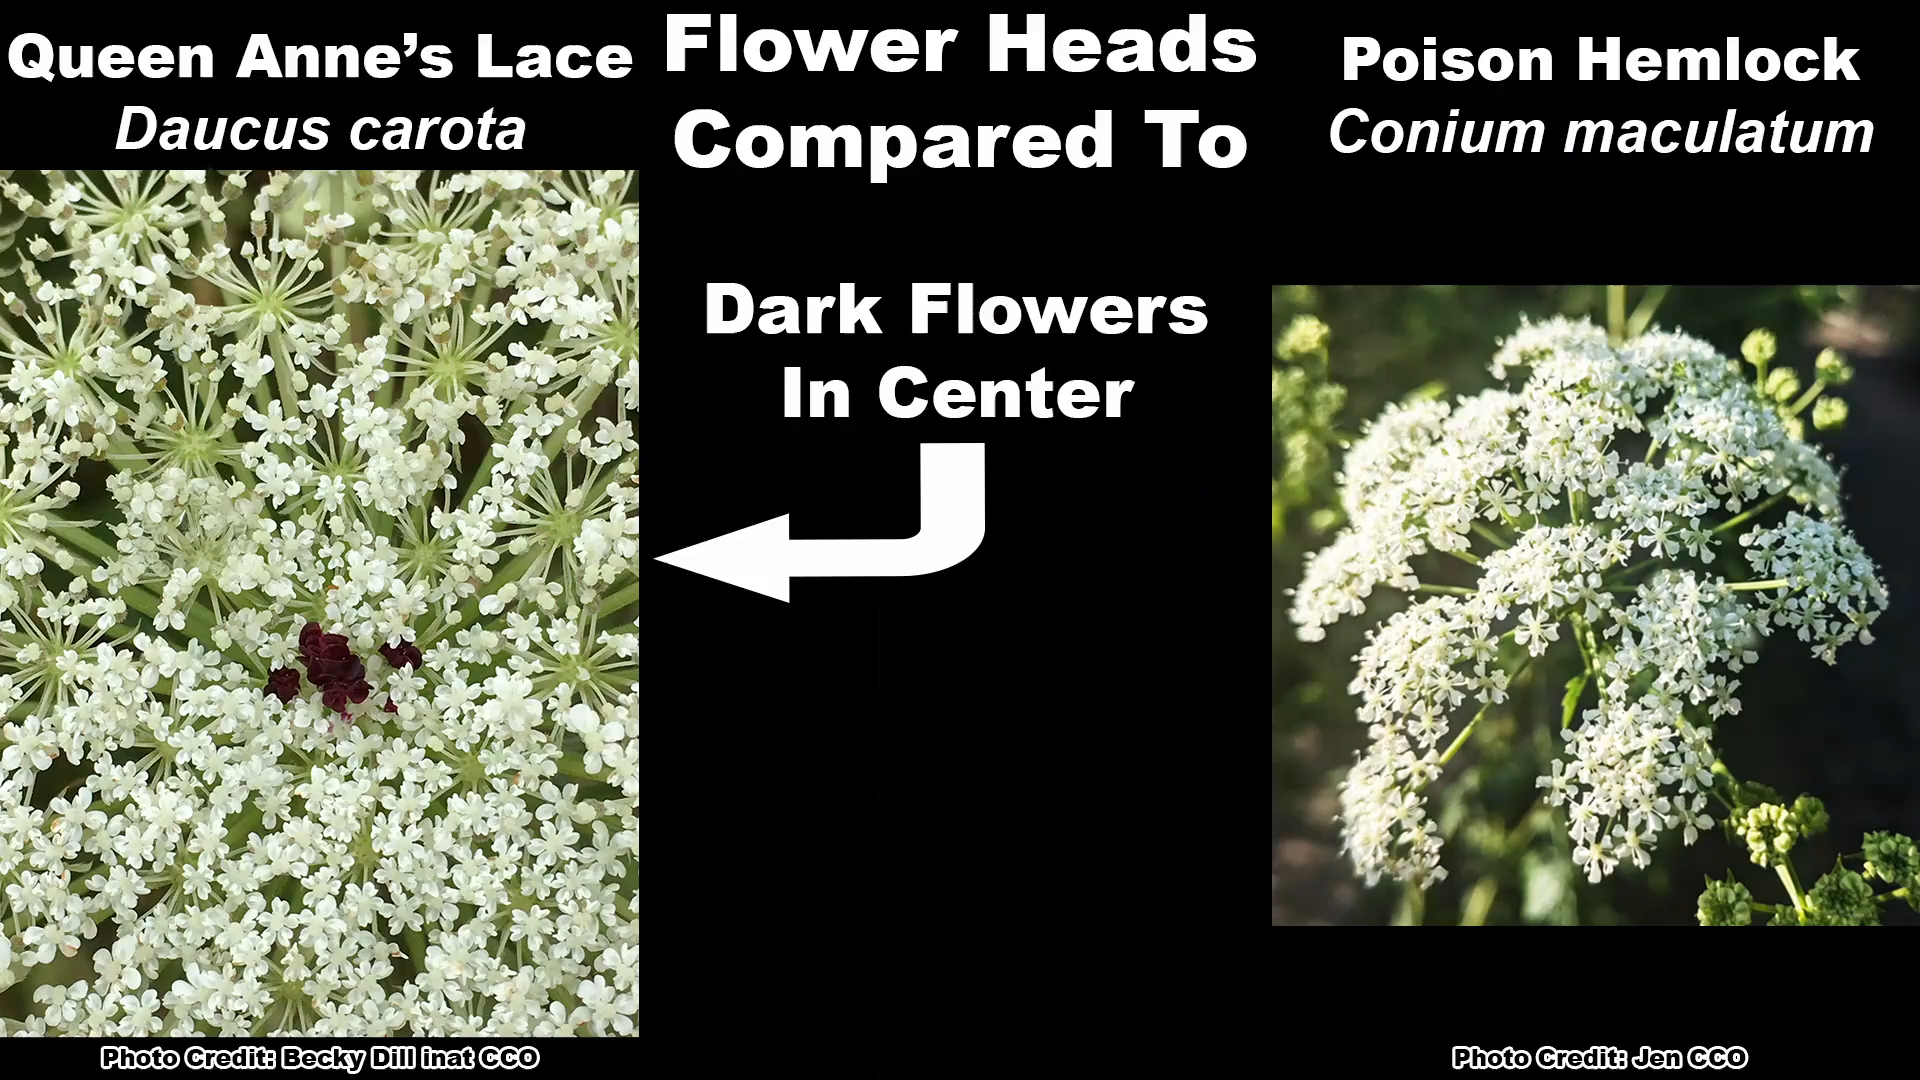 Queen Anne’s Lace
Daucus carota
Flower Heads
Compared To
Poison Hemlock
Conium maculatum
Dark Flowers
In Center
Photo Credit: Becky Dill inat CCO
Photo Credit: Jen CCO